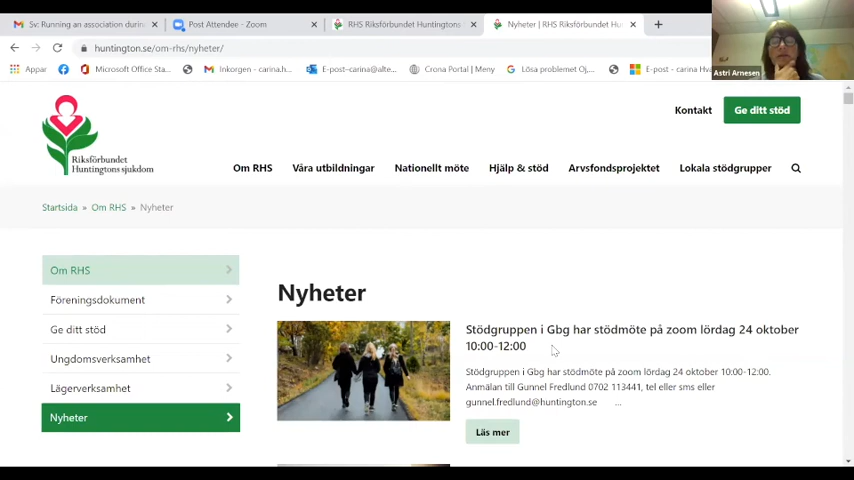 Sv: Running an association durin
Post Attendee - Zoom
RHS Riksförbundet Huntingtons
Nyheter | RHS Riksförbundet Hu
huntington.se/om-rhs/nyheter/
Appar
Microsoft Office Sta...
Inkorgen - carina.h...
E-post–carina@alte...
Crona Portal | Meny
Lösa problemet Oj,...
E-post - carina Hva
Astri Arnesen
Kontakt
Ge ditt stöd
Riksförbundet
Huntingtons sjukdom
Om RHS
Våra utbildningar
Nationellt möte
Hjälp & stöd
Arvsfondsprojektet
Lokala stödgrupper
Startsida » Om RHS » Nyheter
Om RHS
Föreningsdokument
Ge ditt stöd
Ungdomsverksamhet
Lägerverksamhet
Nyheter
Nyheter
Stödgruppen i Gbg har stödmöte på zoom lördag 24 oktober
10:00-12:00
Stödgruppen i Gbg har stödmöte på zoom lördag 24 oktober 10:00-12:00.
Anmälan till Gunnel Fredlund 0702 113441, tel eller sms eller
gunnel.fredlund@huntington.se ...
Läs mer